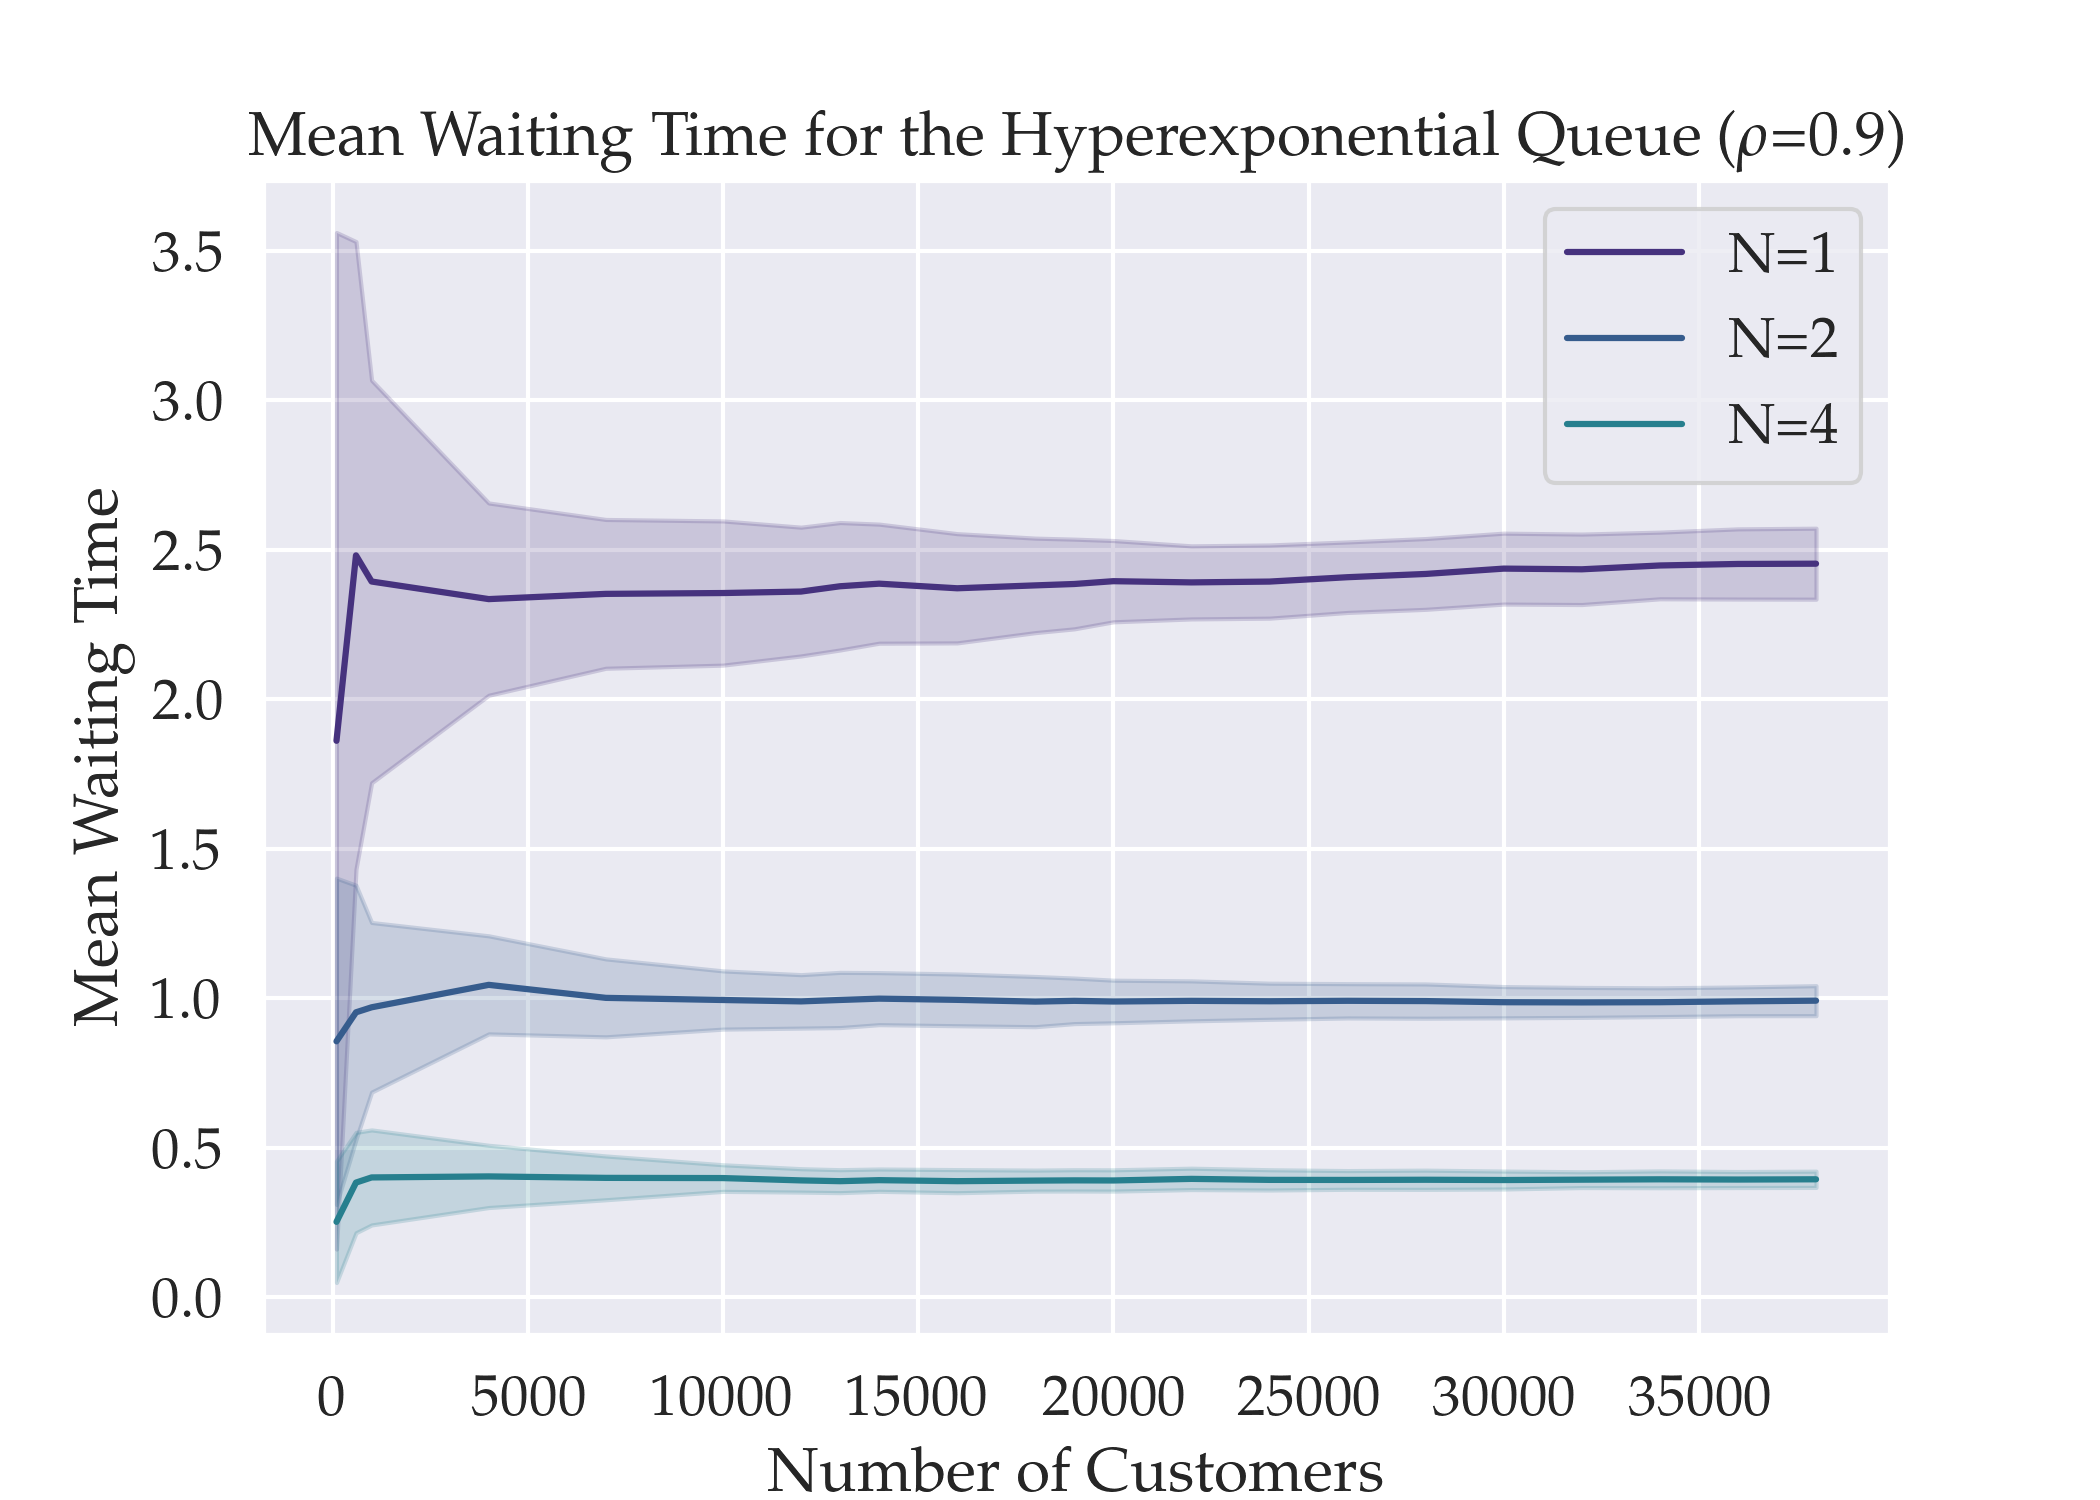 Mean Waiting Time for the Hyperexponential Queue (ρ=0.9)
N=1
N=2
N=4
Mean Waiting Time
3.5
3.0
2.5
2.0
1.5
1.0
0.5
0.0
0 5000 10000 15000 20000 25000 30000 35000
Number of Customers